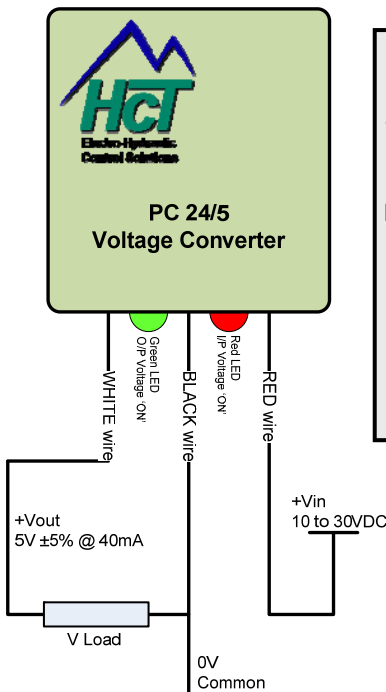 HcT
Electro-Hydraulic
Control Solutions
PC 24/5
Voltage Converter
Green LED
O/P Voltage 'ON'
Red LED
I/P Voltage 'ON'
WHITE wire
BLACK wire
RED wire
+Vout
5V ±5% @ 40mA
+Vin
10 to 30VDC
V Load
0V
Common